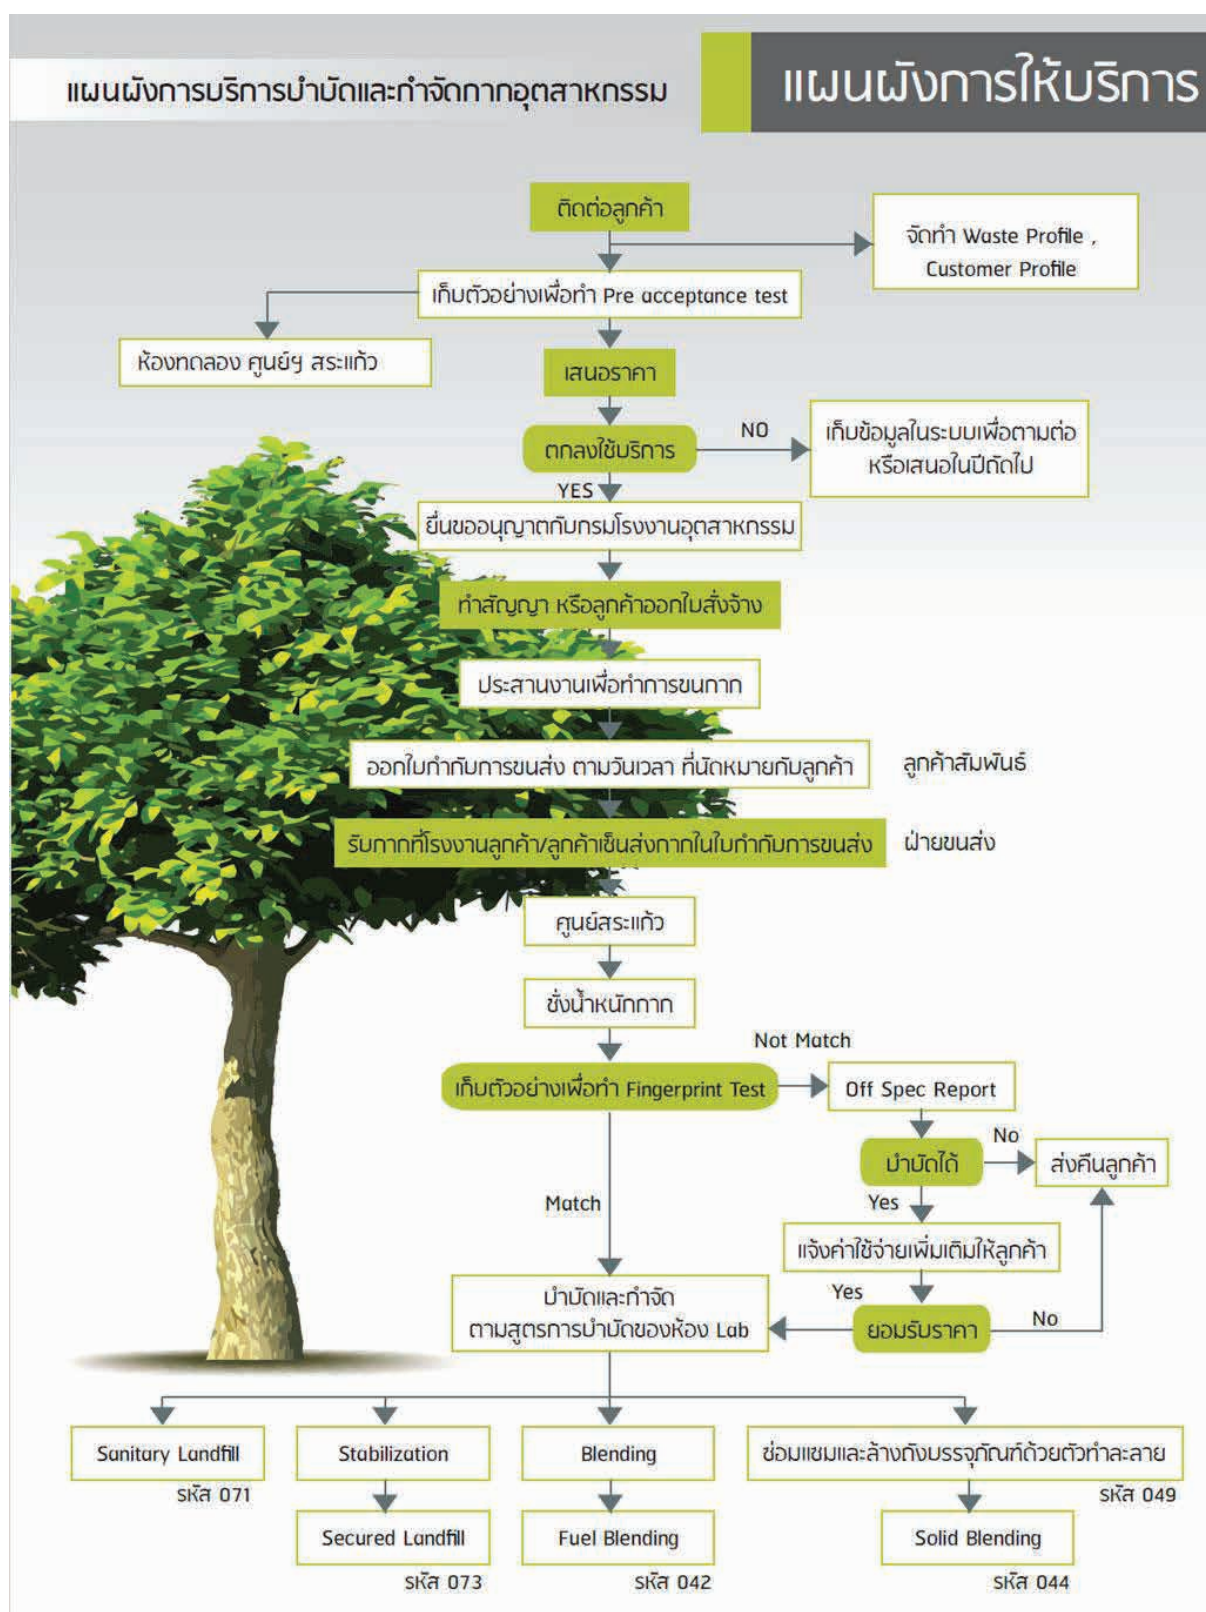 แผนผังการบริการบำบัดและกำจัดกากอุตสาหกรรม
แผนผังการให้บริการ
ติดต่อลูกค้า
จัดทำ Waste Profile ,
Customer Profile
เก็บตัวอย่างเพื่อทำ Pre acceptance test
ห้องทดลอง ศูนย์ฯ สระแก้ว
เสนอราคา
ตกลงใช้บริการ
NO
เก็บข้อมูลในระบบเพื่อตามต่อ
หรือเสนอในปีถัดไป
YES
ยื่นขออนุญาตกับกรมโรงงานอุตสาหกรรม
ทำสัญญา หรือลูกค้าออกใบสั่งจ้าง
ประสานงานเพื่อทำการขนกาก
ออกใบกำกับการขนส่ง ตามวันเวลา ที่นัดหมายกับลูกค้า
ลูกค้าสัมพันธ์
รับกากที่โรงงานลูกค้า/ลูกค้าเซ็นส่งกากในใบกำกับการขนส่ง
ฝ่ายขนส่ง
ศูนย์สระแก้ว
ชั่งน้ำหนักกาก
Not Match
เก็บตัวอย่างเพื่อทำ Fingerprint Test
Off Spec Report
บำบัดได้
No
ส่งคืนลูกค้า
Match
Yes
แจ้งค่าใช้จ่ายเพิ่มเติมให้ลูกค้า
Yes
บำบัดและกำจัด
ตามสูตรการบำบัดของห้อง Lab
ยอมรับราคา
No
Sanitary Landfill
รหัส 071
Stabilization
Blending
ซ่อมแซมและล้างถังบรรจุภัณฑ์ด้วยตัวทำละลาย
รหัส 049
Secured Landfill
รหัส 073
Fuel Blending
รหัส 042
Solid Blending
รหัส 044